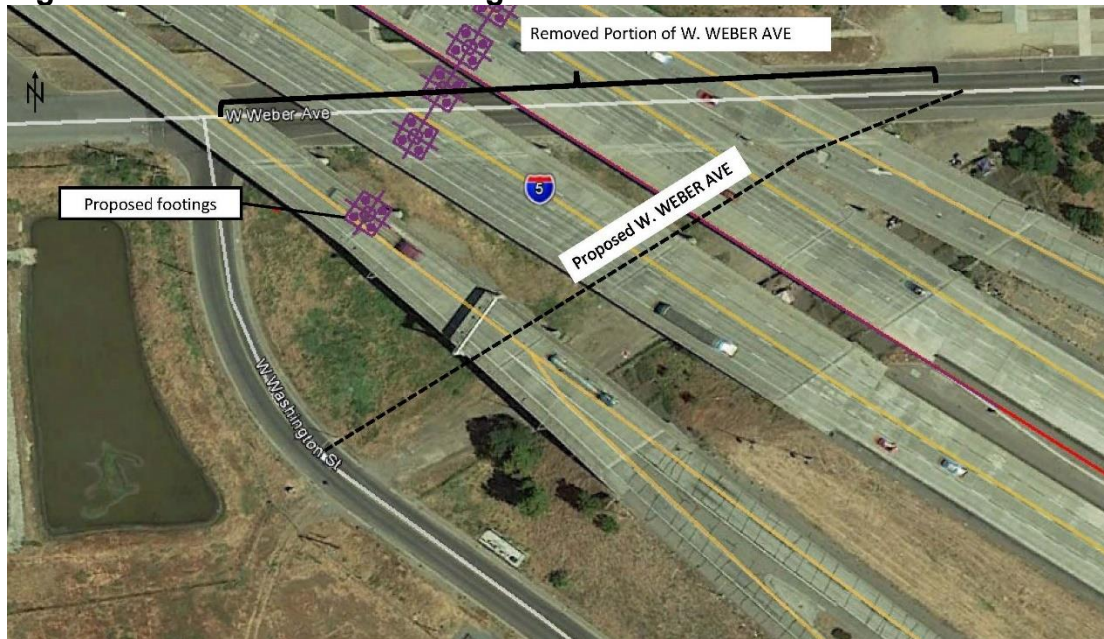 Removed Portion of W. WEBER AVE
N
W Weber Ave
Proposed footings
5
Proposed W. WEBER AVE
W Washington St